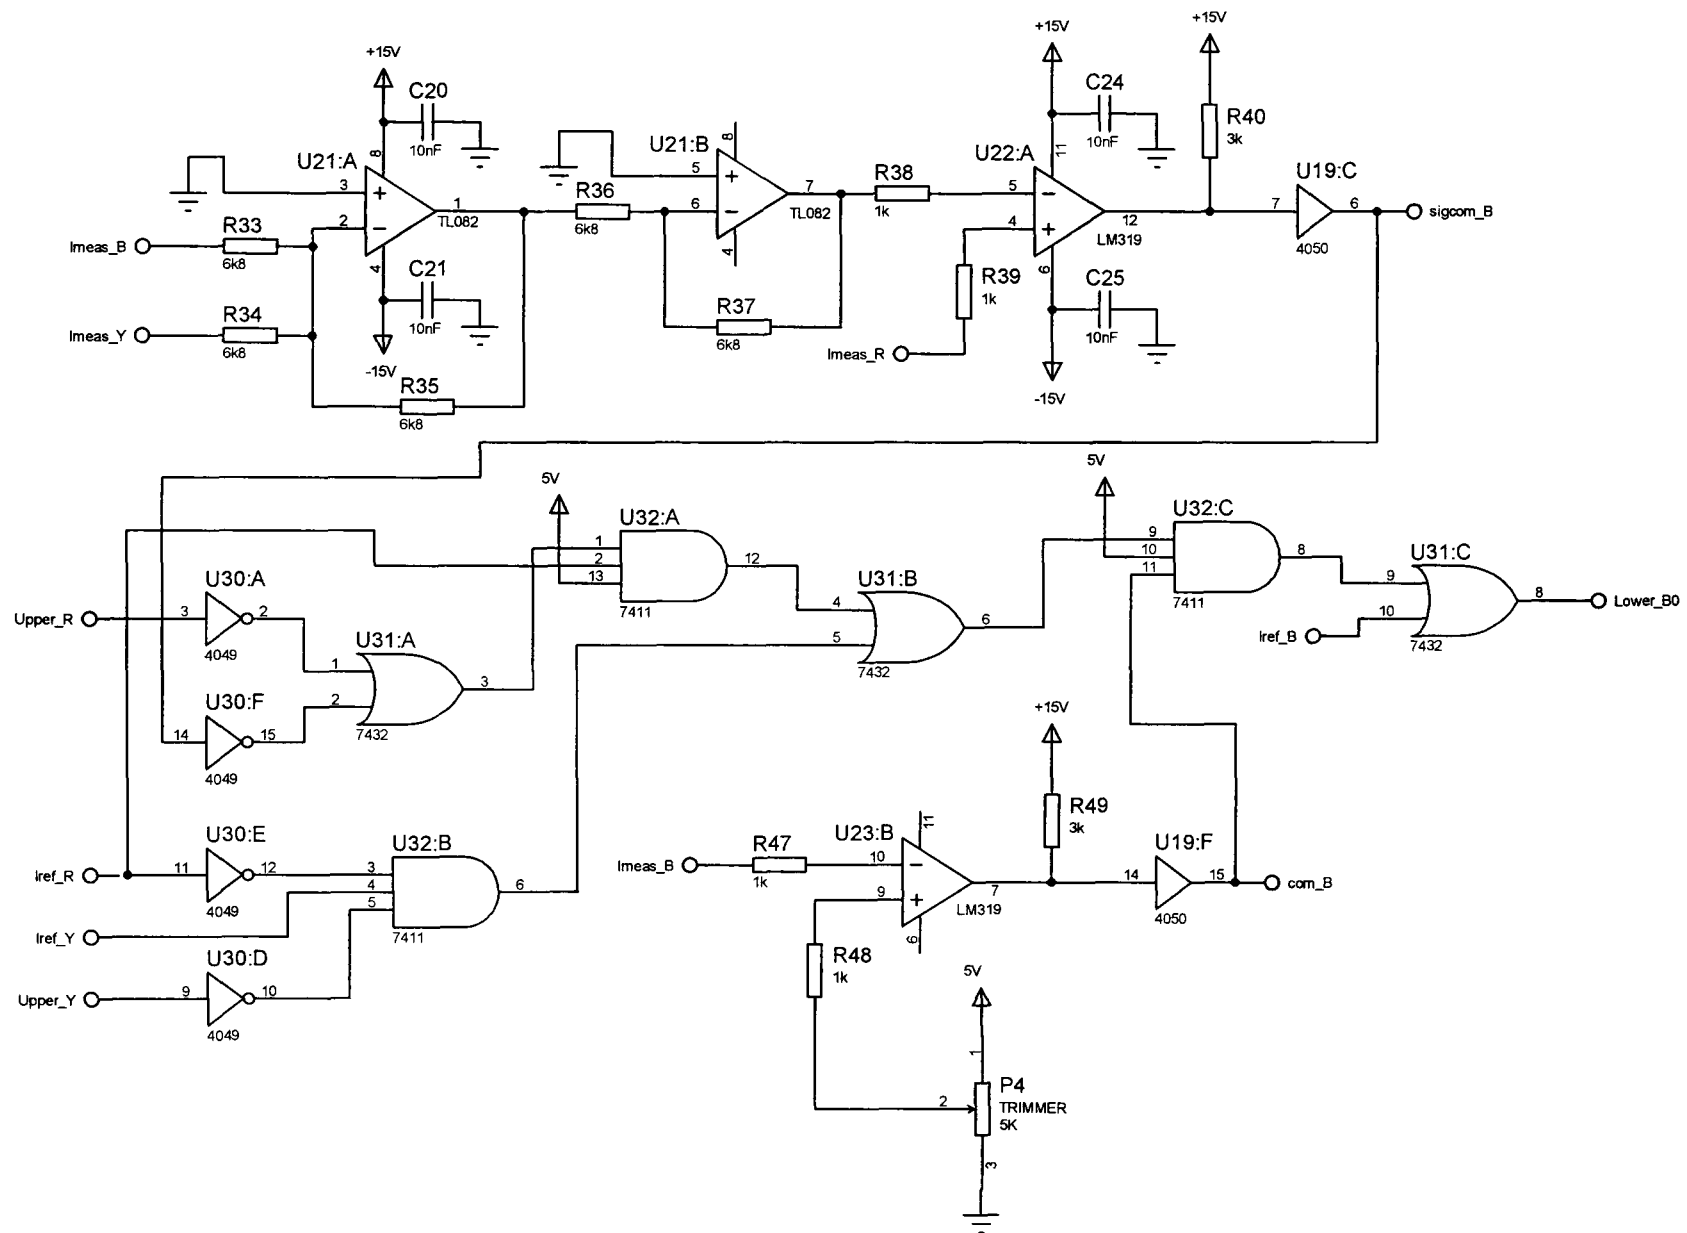 +15V
C20
10nF
8
U21:A
3
+
2
−
1
TL082
4
C21
10nF
-15V
Imeas_B
R33
6k8
Imeas_Y
R34
6k8
R35
6k8
R36
6k8
U21:B
8
5
+
6
−
7
TL082
4
R37
6k8
R38
1k
+15V
C24
10nF
11
U22:A
5
−
4
+
12
LM319
6
R39
1k
Imeas_R
C25
10nF
-15V
+15V
R40
3k
U19:C
7
6
4050
sigcom_B
5V
U32:A
1
2
13
12
7411
5V
U32:C
9
10
11
8
7411
U31:C
9
10
8
7432
Lower_B0
Iref_B
U31:B
4
5
6
7432
Upper_R
U30:A
3
2
4049
U31:A
1
2
3
7432
U30:F
14
15
4049
Iref_R
U30:E
11
12
4049
U32:B
3
4
5
6
7411
Iref_Y
Upper_Y
U30:D
9
10
4049
Imeas_B
R47
1k
U23:B
11
10
−
9
+
7
LM319
6
+15V
R49
3k
U19:F
14
15
4050
com_B
R48
1k
5V
1
P4
2
TRIMMER
5K
3